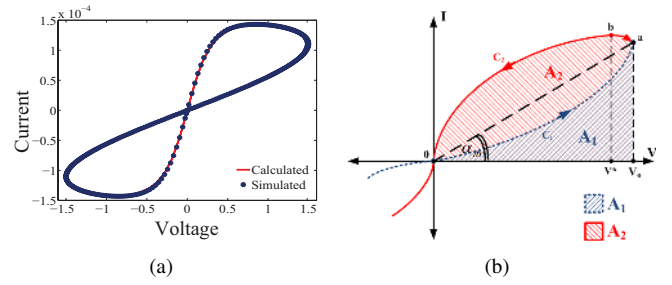 1.5 x 10⁻⁴
1
0.5
0
-0.5
-1
-1.5
-1.5 -1 -0.5 0 0.5 1 1.5
Current
Voltage
Calculated
Simulated
(a)
I
b
a
C₂
A₂
C₁
A₁
0
αₘ
V
Vₐ
A₁
A₂
(b)